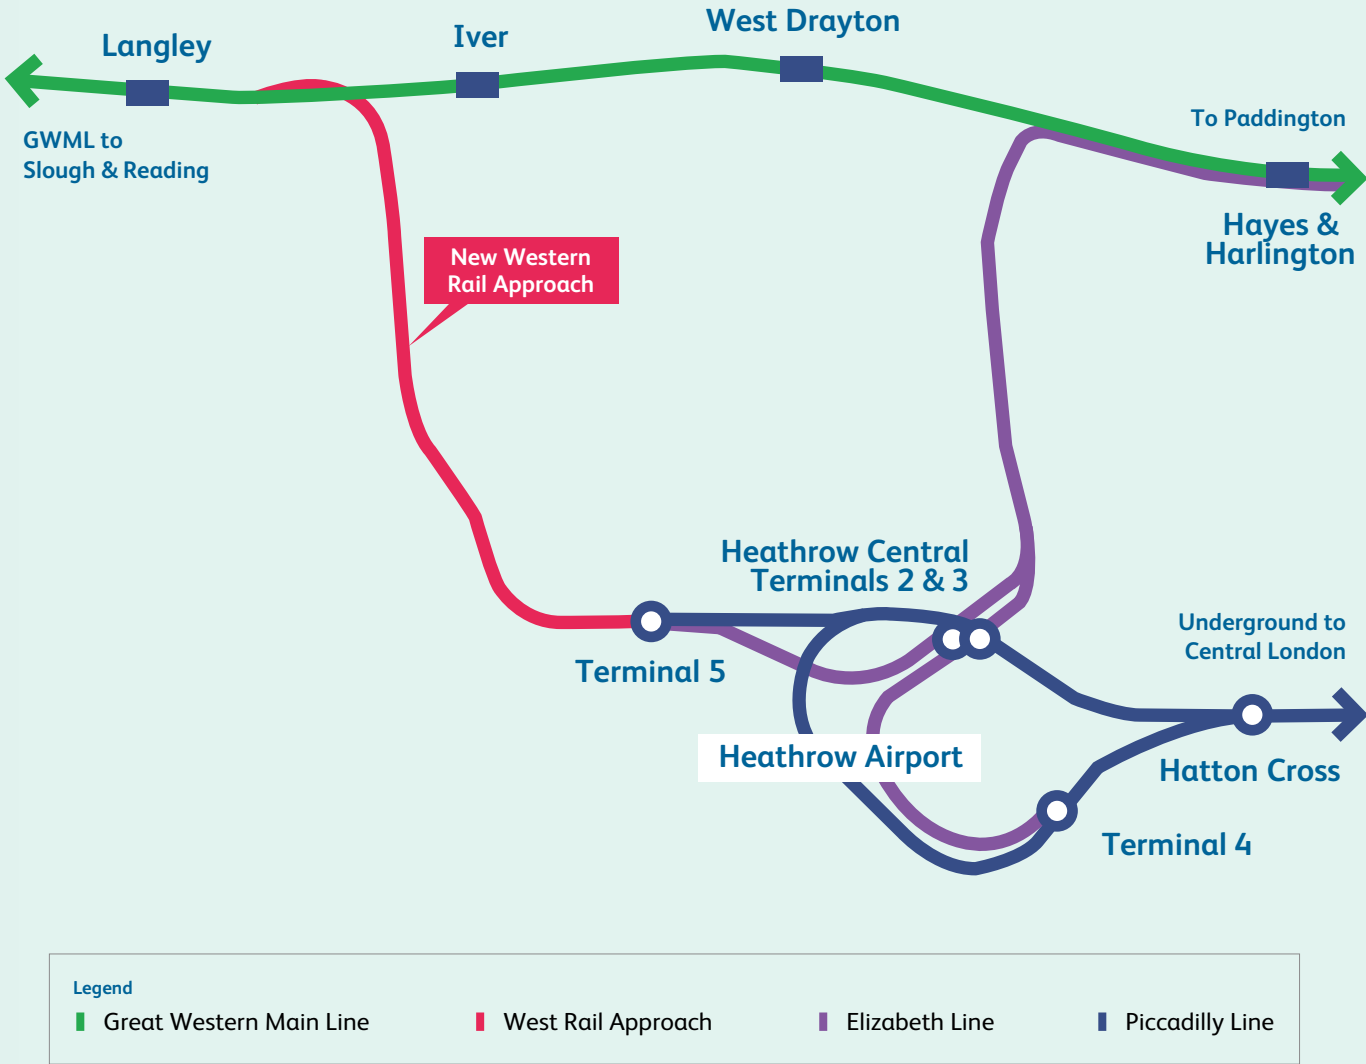 West Drayton
Iver
Langley
To Paddington
GWML to
Slough & Reading
Hayes &
Harlington
New Western
Rail Approach
Heathrow Central
Terminals 2 & 3
Underground to
Central London
Terminal 5
Heathrow Airport
Hatton Cross
Terminal 4
Legend
Great Western Main Line
West Rail Approach
Elizabeth Line
Piccadilly Line